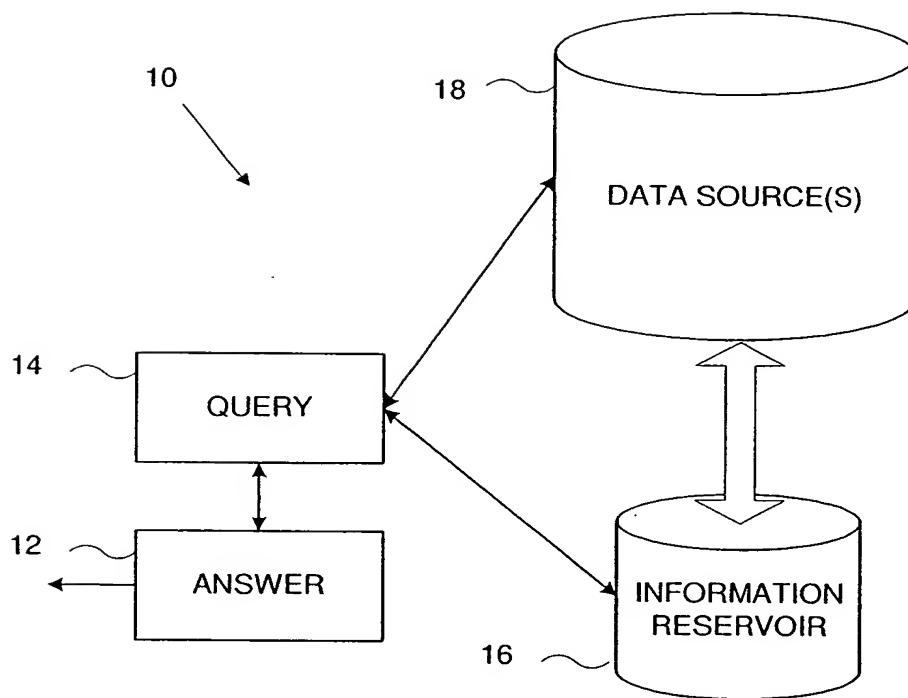 10
18
DATA SOURCE(S)
14
QUERY
12
ANSWER
INFORMATION
RESERVOIR
16